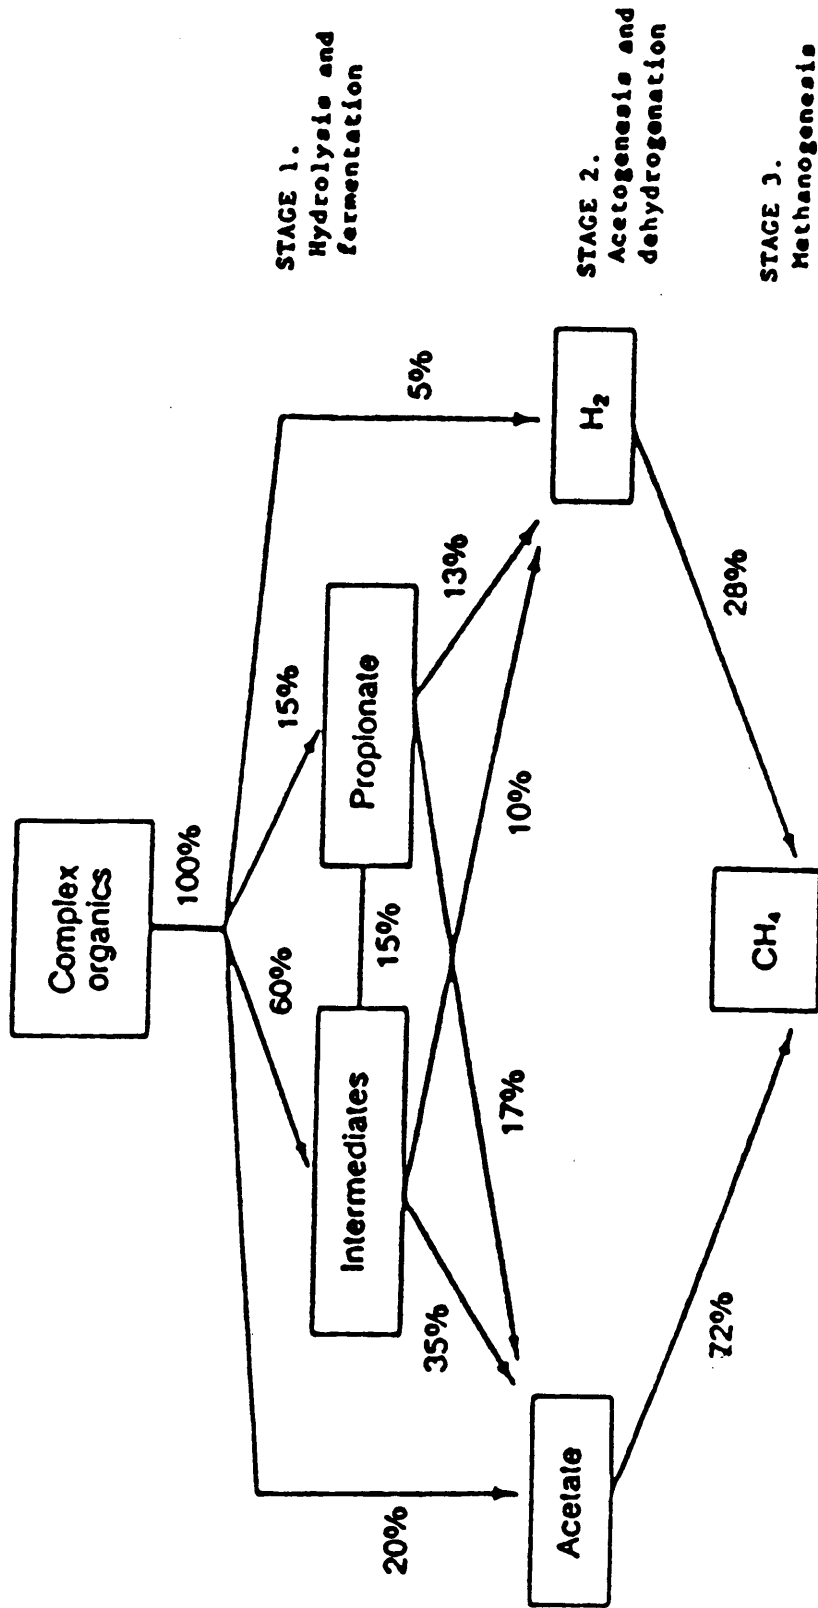 Complex
organics
100%
20%
60%
15%
5%
STAGE 1.
Hydrolysis and
fermentation
Intermediates
15%
Propionate
35%
17%
10%
13%
Acetate
H₂
STAGE 2.
Acetogenesis and
dehydrogenation
72%
28%
CH₄
STAGE 3.
Methanogenesis